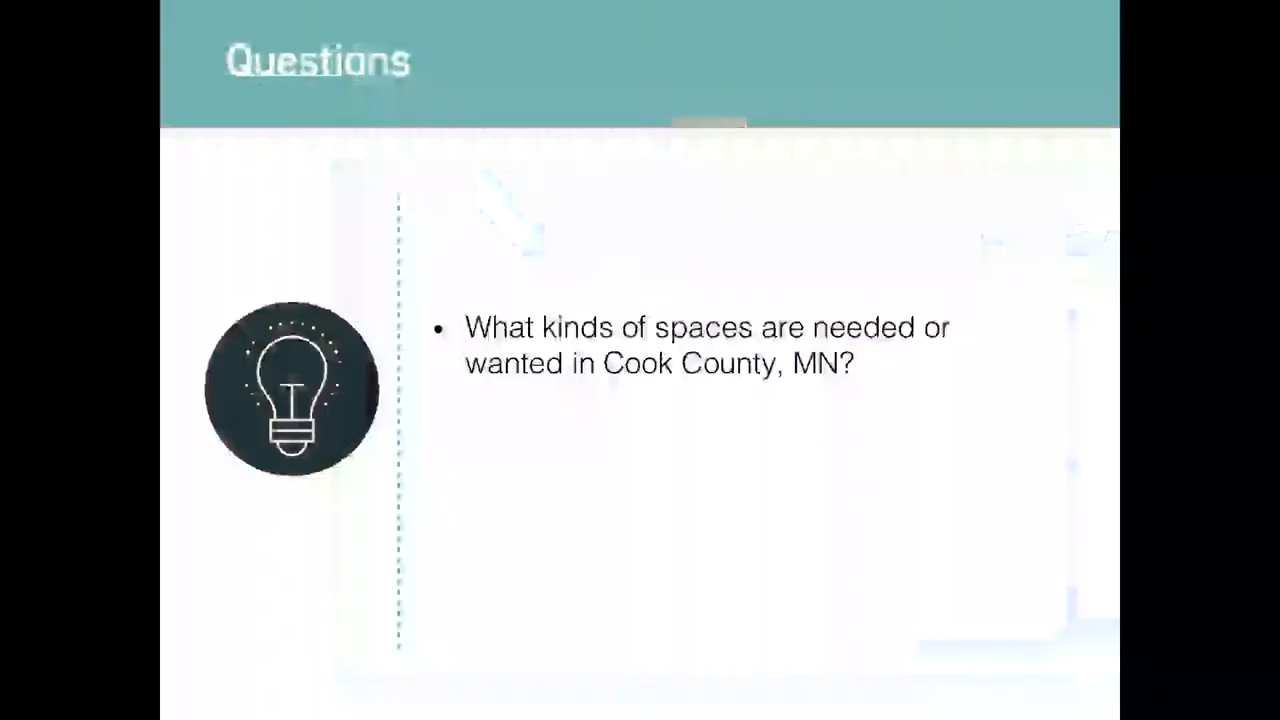 Questions
• What kinds of spaces are needed or
wanted in Cook County, MN?